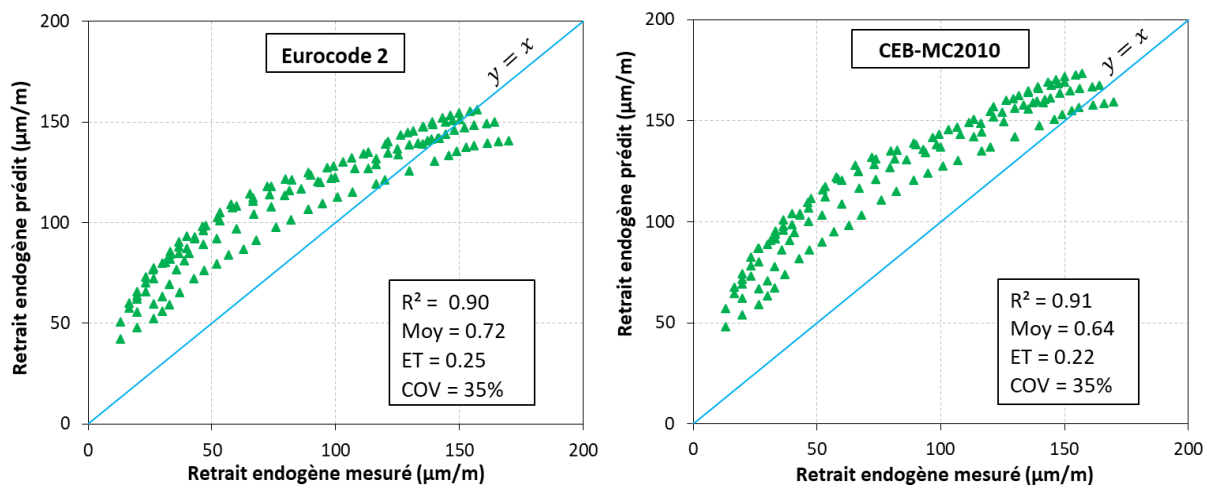 Eurocode 2
y = x
Retrait endogène prédit (µm/m)
200
150
100
50
0
R² = 0.90
Moy = 0.72
ET = 0.25
COV = 35%
0 50 100 150 200
Retrait endogène mesuré (µm/m)
CEB-MC2010
y = x
Retrait endogène prédit (µm/m)
200
150
100
50
0
R² = 0.91
Moy = 0.64
ET = 0.22
COV = 35%
0 50 100 150 200
Retrait endogène mesuré (µm/m)